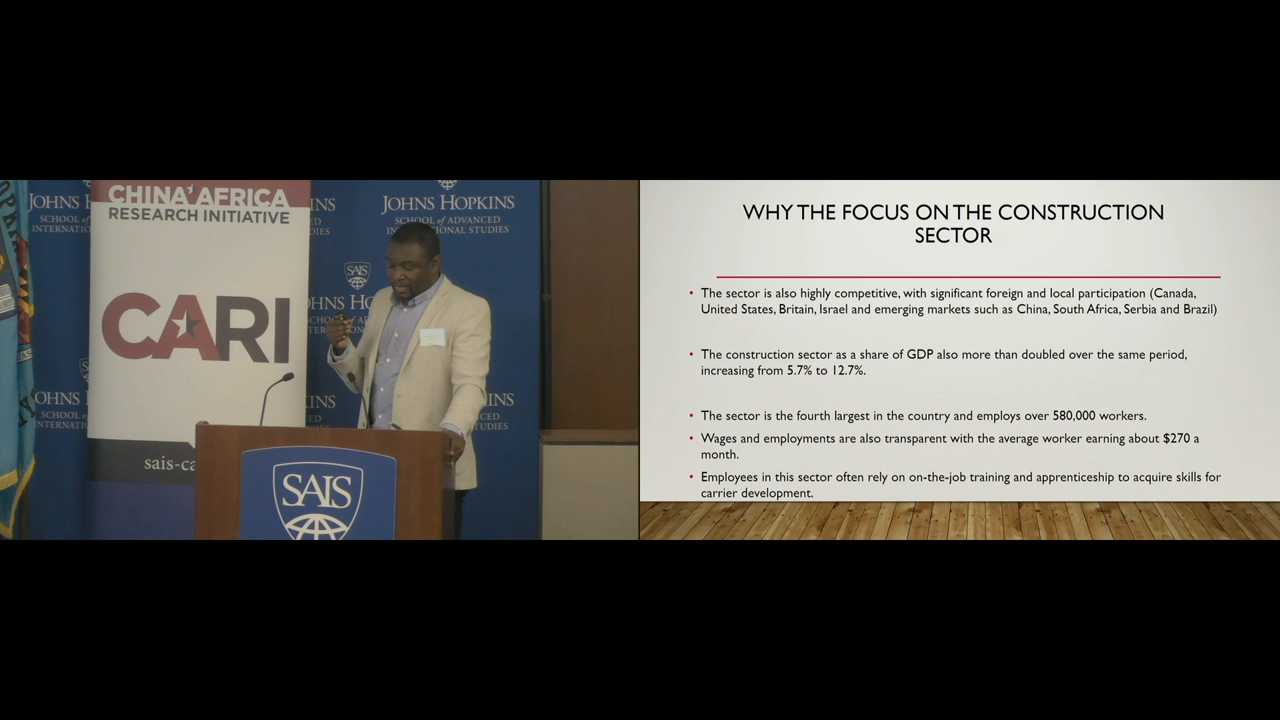 CHINA AFRICA
RESEARCH INITIATIVE
CARI
sais-ca
JOHNS HOPKINS
SCHOOL of ADVANCED
INTERNATIONAL STUDIES
SAIS
SAIS
WHY THE FOCUS ON THE CONSTRUCTION
SECTOR
• The sector is also highly competitive, with significant foreign and local participation (Canada,
United States, Britain, Israel and emerging markets such as China, South Africa, Serbia and Brazil)
• The construction sector as a share of GDP also more than doubled over the same period,
increasing from 5.7% to 12.7%.
• The sector is the fourth largest in the country and employs over 580,000 workers.
• Wages and employments are also transparent with the average worker earning about $270 a
month.
• Employees in this sector often rely on on-the-job training and apprenticeship to acquire skills for
carrier development.